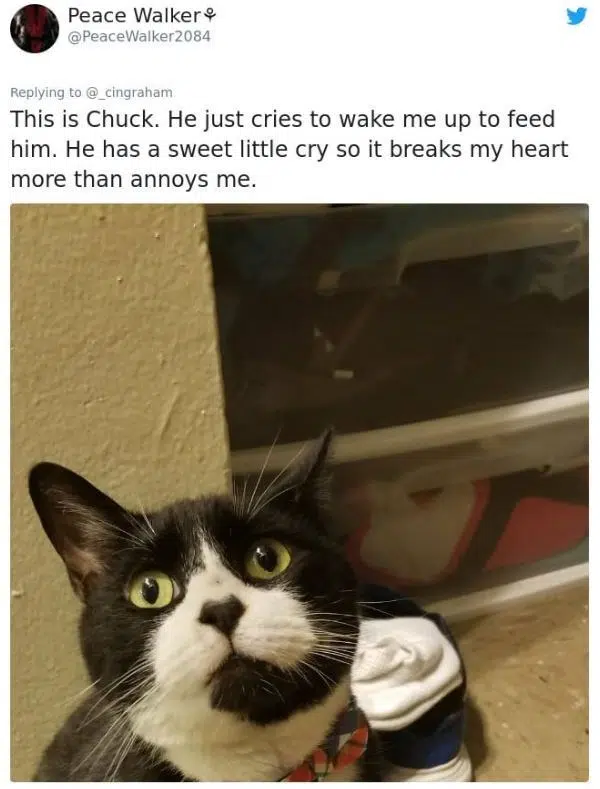 Peace Walker⚘
@PeaceWalker2084
Replying to @_cingraham
This is Chuck. He just cries to wake me up to feed
him. He has a sweet little cry so it breaks my heart
more than annoys me.